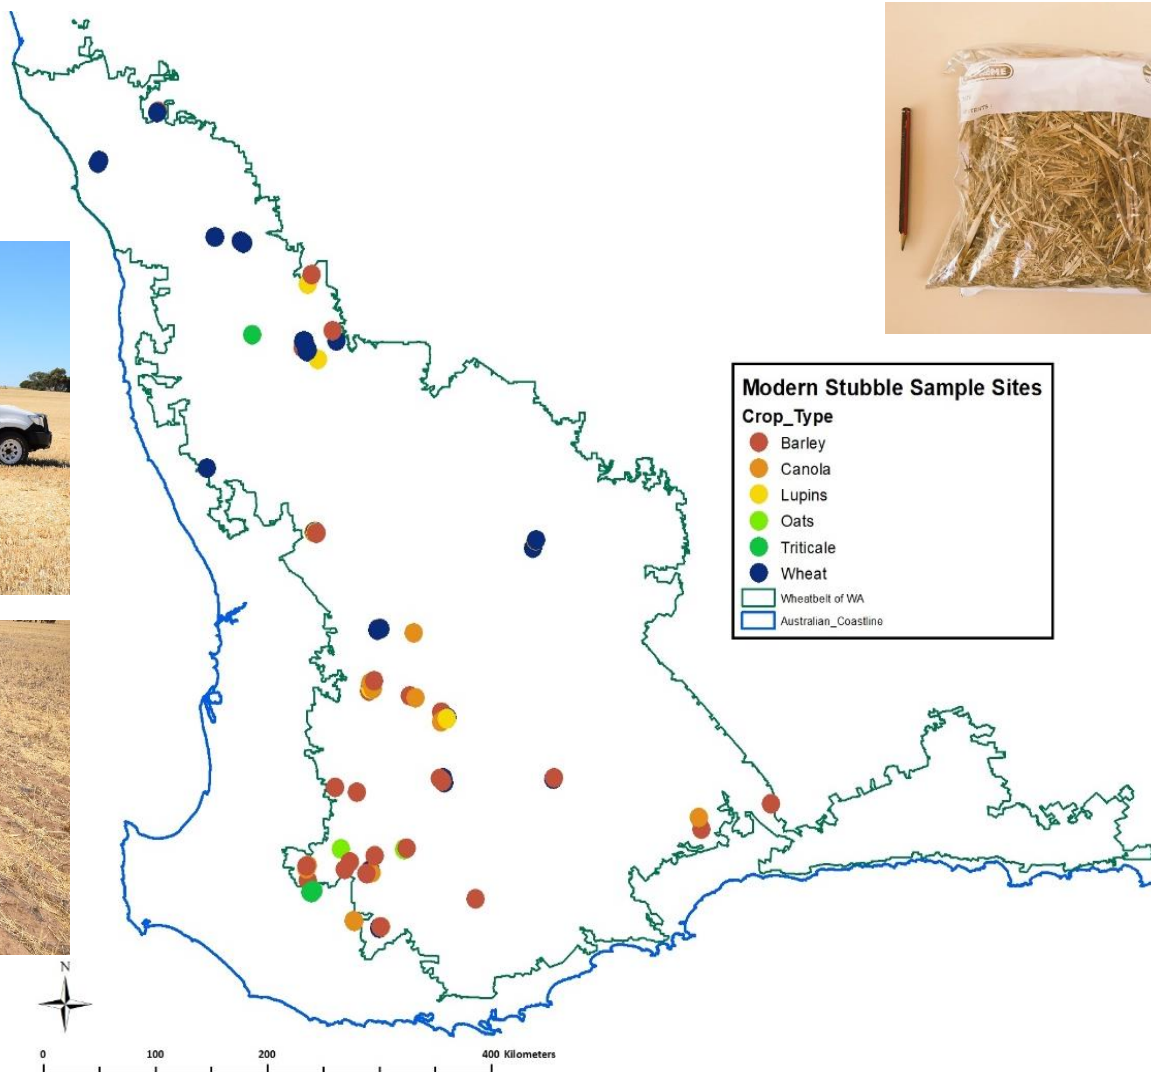 Modern Stubble Sample Sites
Crop_Type
Barley
Canola
Lupins
Oats
Triticale
Wheat
Wheatbelt of WA
Australian_Coastline
N
0 100 200 400 Kilometers